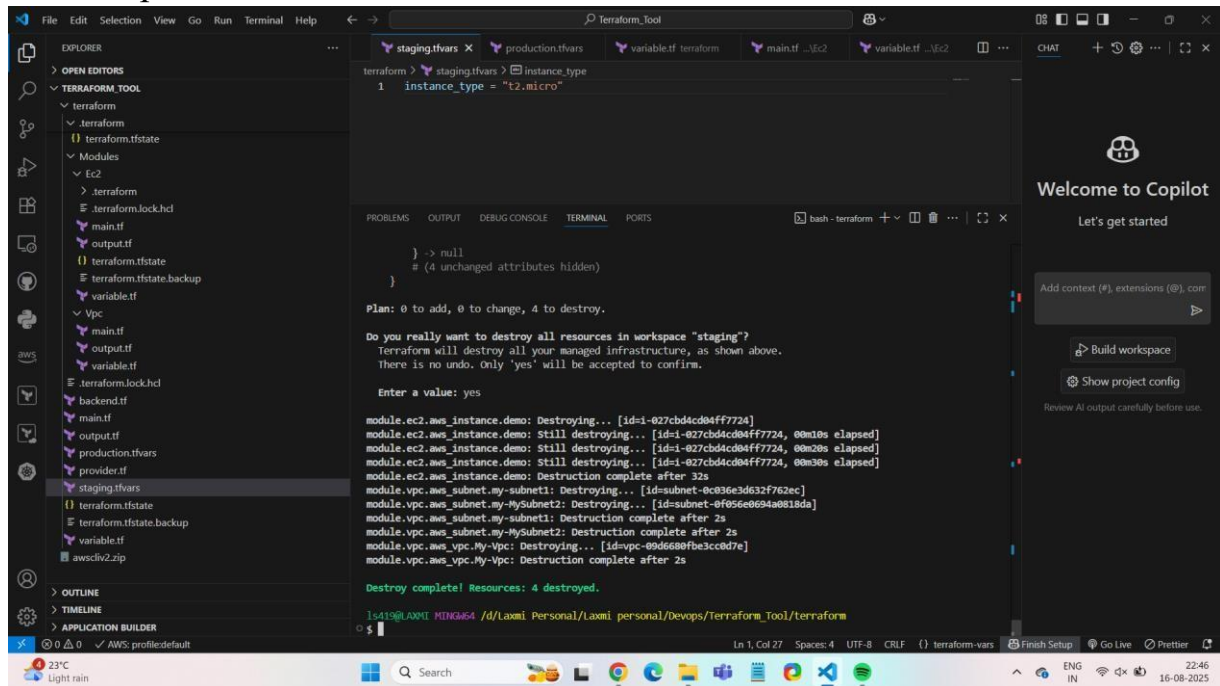 File Edit Selection View Go Run Terminal Help
Terraform_Tool
EXPLORER
OPEN EDITORS
TERRAFORM_TOOL
terraform
.terraform
terraform.tfstate
Modules
Ec2
.terraform
.terraform.lock.hcl
main.tf
output.tf
terraform.tfstate
terraform.tfstate.backup
variable.tf
Vpc
main.tf
output.tf
variable.tf
.terraform.lock.hcl
backend.tf
main.tf
output.tf
production.tfvars
provider.tf
staging.tfvars
terraform.tfstate
terraform.tfstate.backup
variable.tf
awscliv2.zip
OUTLINE
TIMELINE
APPLICATION BUILDER
aws
staging.tfvars production.tfvars variable.tf terraform main.tf ...\Ec2 variable.tf ...\Ec2
terraform > staging.tfvars > instance_type
1 instance_type = "t2.micro"
PROBLEMS OUTPUT DEBUG CONSOLE TERMINAL PORTS bash - terraform
} -> null
# (4 unchanged attributes hidden)
}
Plan: 0 to add, 0 to change, 4 to destroy.
Do you really want to destroy all resources in workspace "staging"?
Terraform will destroy all your managed infrastructure, as shown above.
There is no undo. Only 'yes' will be accepted to confirm.
Enter a value: yes
module.ec2.aws_instance.demo: Destroying... [id=i-027cbd4cd04ff7724]
module.ec2.aws_instance.demo: Still destroying... [id=i-027cbd4cd04ff7724, 00m10s elapsed]
module.ec2.aws_instance.demo: Still destroying... [id=i-027cbd4cd04ff7724, 00m20s elapsed]
module.ec2.aws_instance.demo: Still destroying... [id=i-027cbd4cd04ff7724, 00m30s elapsed]
module.ec2.aws_instance.demo: Destruction complete after 32s
module.vpc.aws_subnet.my-subnet1: Destroying... [id=subnet-0c036e3d632f762ec]
module.vpc.aws_subnet.my-MySubnet2: Destroying... [id=subnet-0f056e0694a0818da]
module.vpc.aws_subnet.my-subnet1: Destruction complete after 2s
module.vpc.aws_subnet.my-MySubnet2: Destruction complete after 2s
module.vpc.aws_vpc.My-Vpc: Destroying... [id=vpc-09d6680fbe3cc0d7e]
module.vpc.aws_vpc.My-Vpc: Destruction complete after 2s
Destroy complete! Resources: 4 destroyed.
ls419@LAXMI MINGW64 /d/Laxmi Personal/Laxmi personal/Devops/Terraform_Tool/terraform
$
CHAT
Welcome to Copilot
Let's get started
Add context (#), extensions (@), com
Build workspace
Show project config
Review AI output carefully before use.
0 0 AWS: profile:default Ln 1, Col 27 Spaces: 4 UTF-8 CRLF {} terraform-vars Finish Setup Go Live Prettier
23°C
Light rain
Search
ENG
IN
22:46
16-08-2025